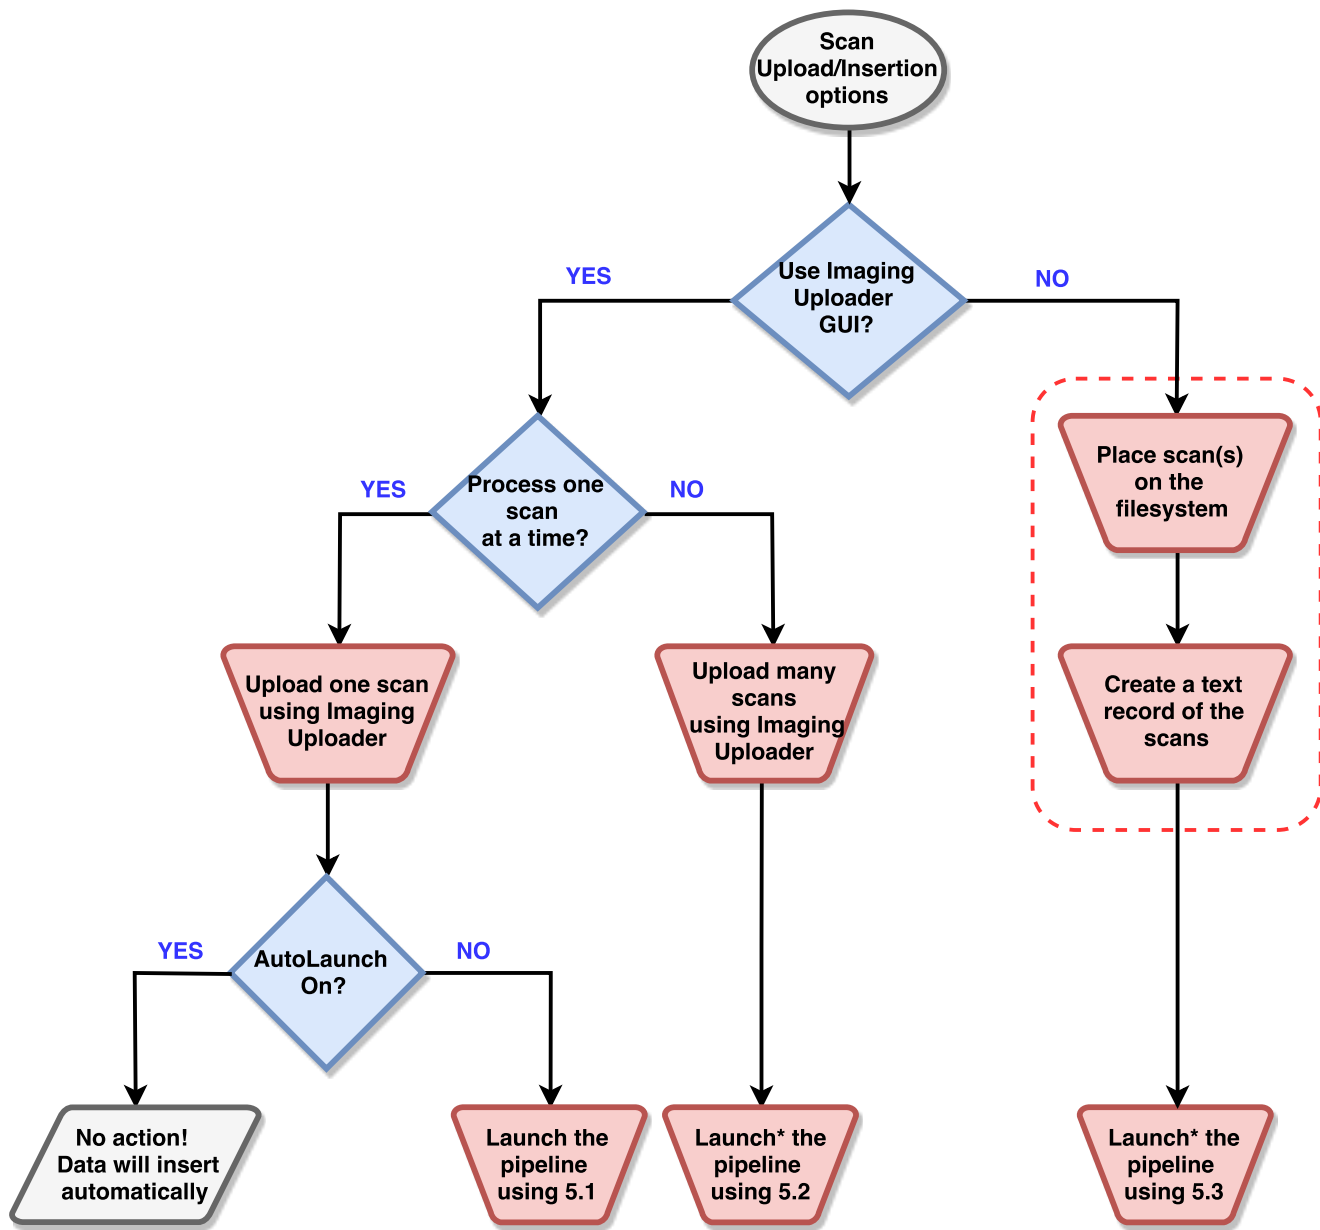 Scan
Upload/Insertion
options
Use Imaging
Uploader
GUI?
YES
NO
Process one
scan
at a time?
YES
NO
Place scan(s)
on the
filesystem
Upload one scan
using Imaging
Uploader
Upload many
scans
using Imaging
Uploader
Create a text
record of the
scans
AutoLaunch
On?
YES
NO
No action!
Data will insert
automatically
Launch the
pipeline
using 5.1
Launch* the
pipeline
using 5.2
Launch* the
pipeline
using 5.3